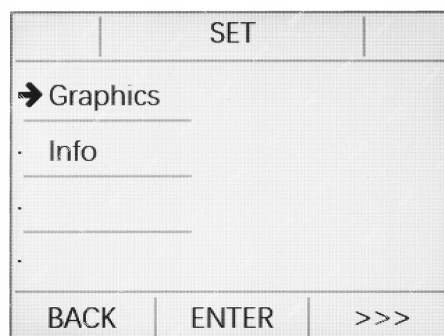 SET
→ Graphics
Info
BACK ENTER >>>